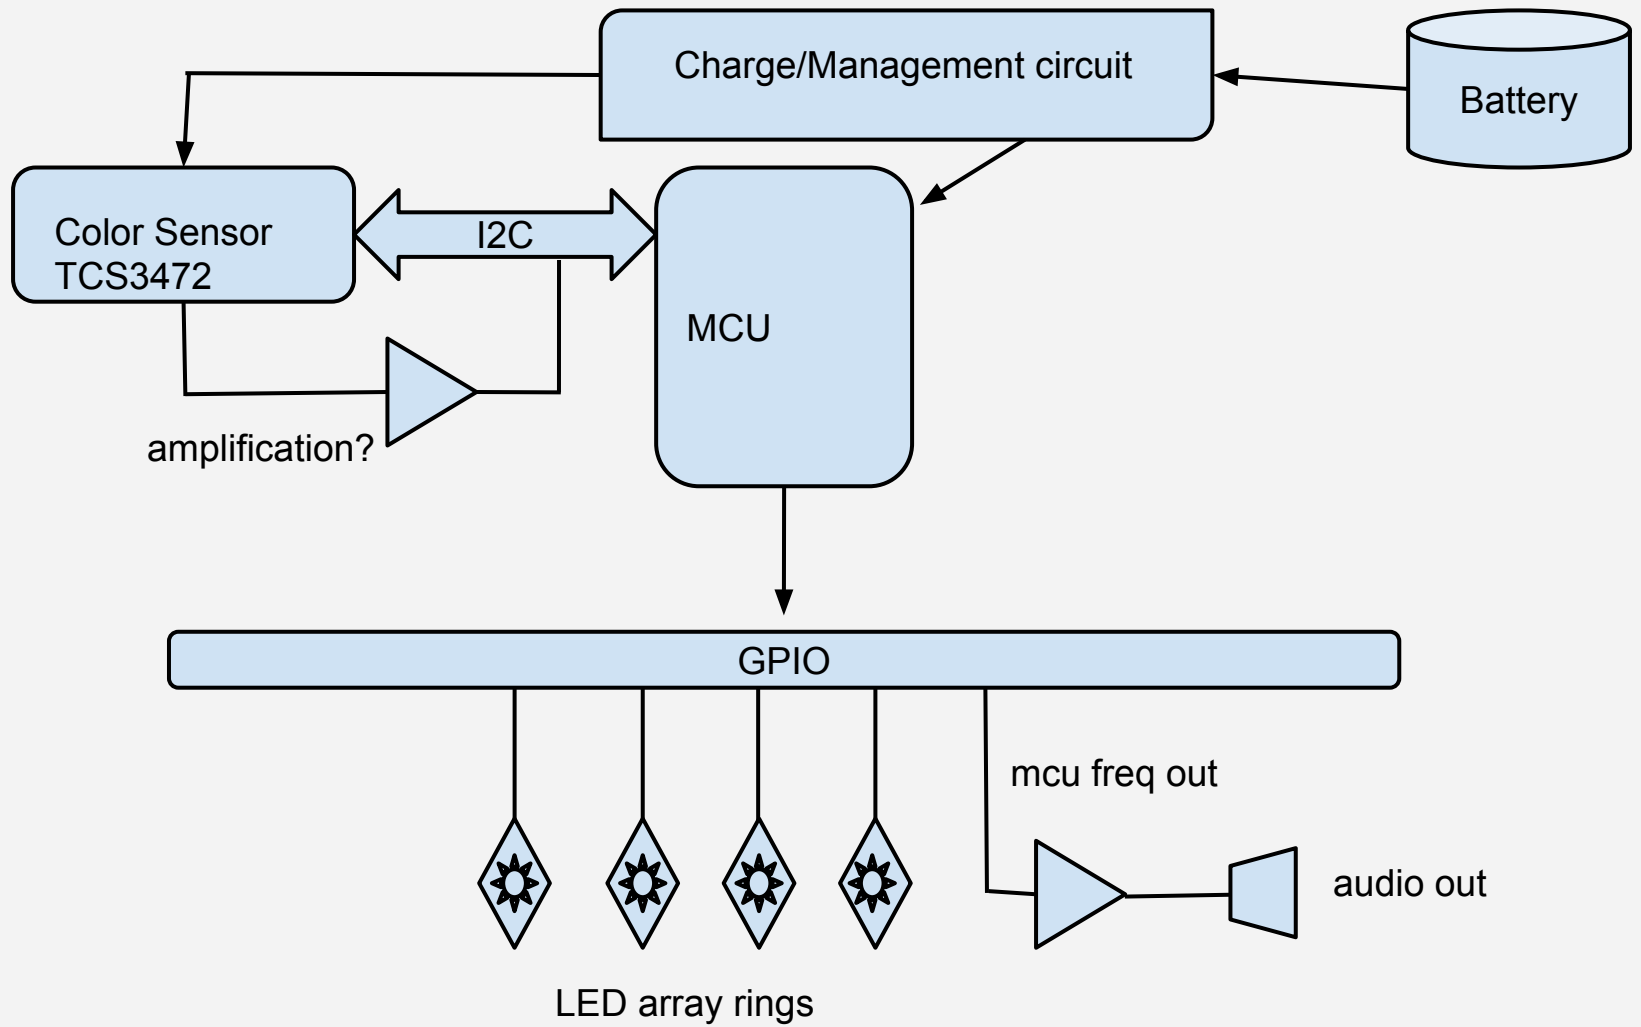 Charge/Management circuit
Battery
Color Sensor
TCS3472
I2C
MCU
amplification?
GPIO
mcu freq out
audio out
LED array rings